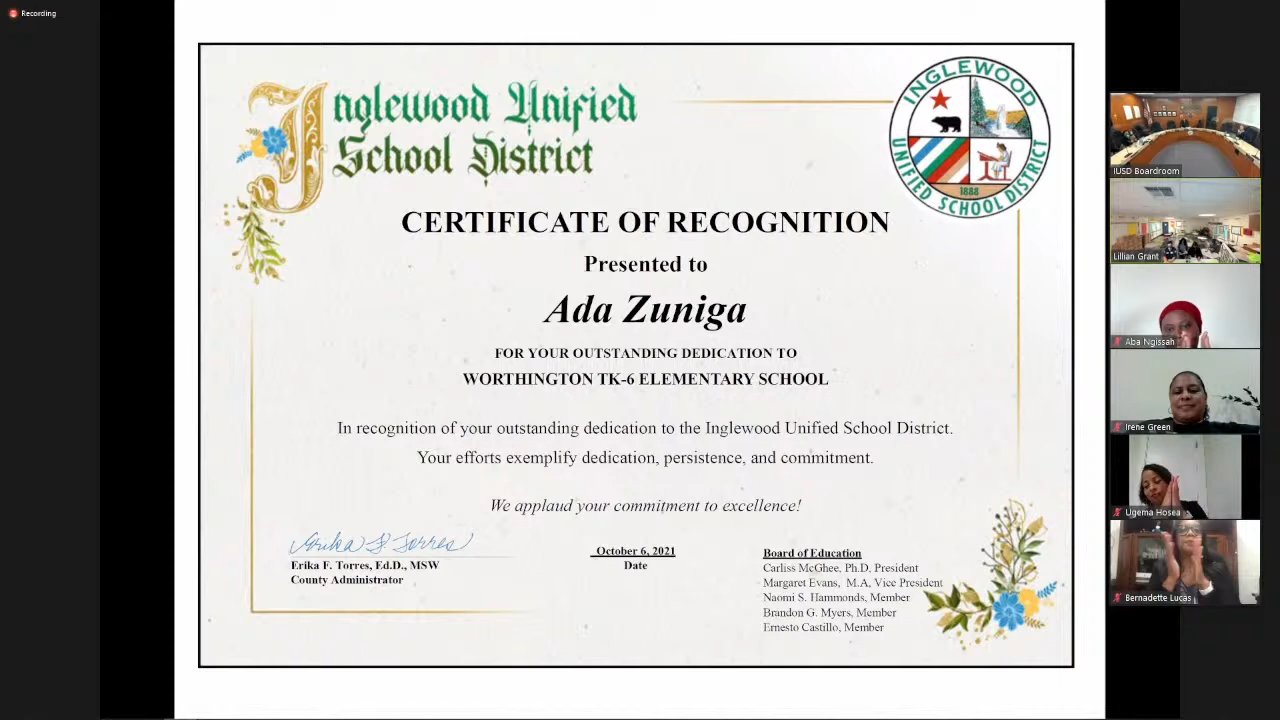 Recording
Inglewood Unified
School District
INGLEWOOD
UNIFIED SCHOOL DISTRICT
1888
CERTIFICATE OF RECOGNITION
Presented to
Ada Zuniga
FOR YOUR OUTSTANDING DEDICATION TO
WORTHINGTON TK-6 ELEMENTARY SCHOOL
In recognition of your outstanding dedication to the Inglewood Unified School District.
Your efforts exemplify dedication, persistence, and commitment.
We applaud your commitment to excellence!
Erika F Torres
Erika F. Torres, Ed.D., MSW
County Administrator
October 6, 2021
Date
Board of Education
Carliss McGhee, Ph.D, President
Margaret Evans, M.A, Vice President
Naomi S. Hammonds, Member
Brandon G. Myers, Member
Ernesto Castillo, Member
IUSD Boardroom
Lillian Grant
Aba Ngissah
Irene Green
Ugema Hosea
Bernadette Lucas